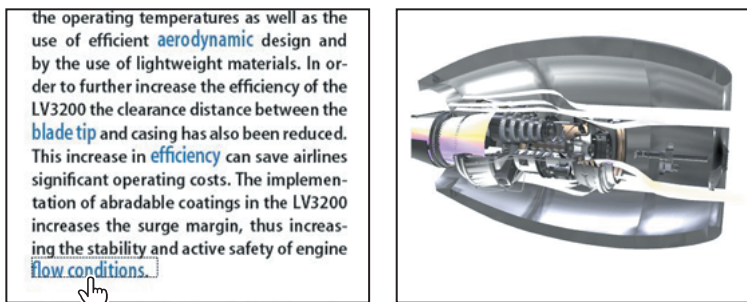 the operating temperatures as well as the
use of efficient aerodynamic design and
by the use of lightweight materials. In or-
der to further increase the efficiency of the
LV3200 the clearance distance between the
blade tip and casing has also been reduced.
This increase in efficiency can save airlines
significant operating costs. The implemen-
tation of abradable coatings in the LV3200
increases the surge margin, thus increas-
ing the stability and active safety of engine
flow conditions.